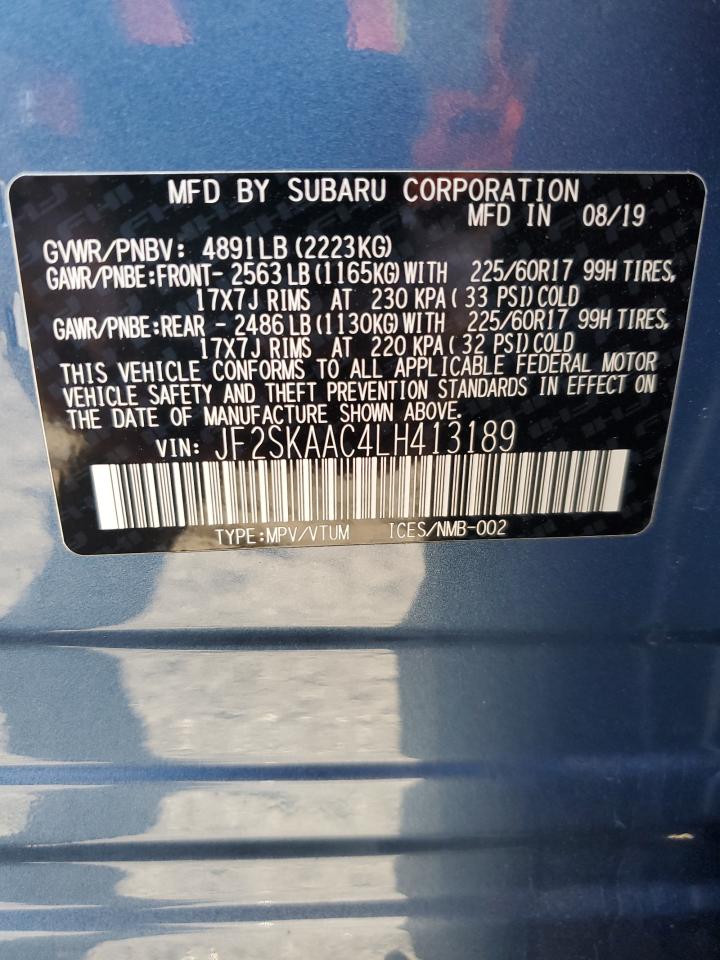 MFD BY SUBARU CORPORATION
MFD IN 08/19
GVWR/PNBV: 4891LB (2223KG)
GAWR/PNBE:FRONT- 2563 LB (1165KG) WITH 225/60R17 99H TIRES,
17X7J RIMS AT 230 KPA ( 33 PSI) COLD
GAWR/PNBE:REAR - 2486 LB (1130KG) WITH 225/60R17 99H TIRES,
17X7J RIMS AT 220 KPA ( 32 PSI) COLD
THIS VEHICLE CONFORMS TO ALL APPLICABLE FEDERAL MOTOR
VEHICLE SAFETY AND THEFT PREVENTION STANDARDS IN EFFECT ON
THE DATE OF MANUFACTURE SHOWN ABOVE.
VIN: JF2SKAAC4LH413189
TYPE:MPV/VTUM ICES/NMB-002